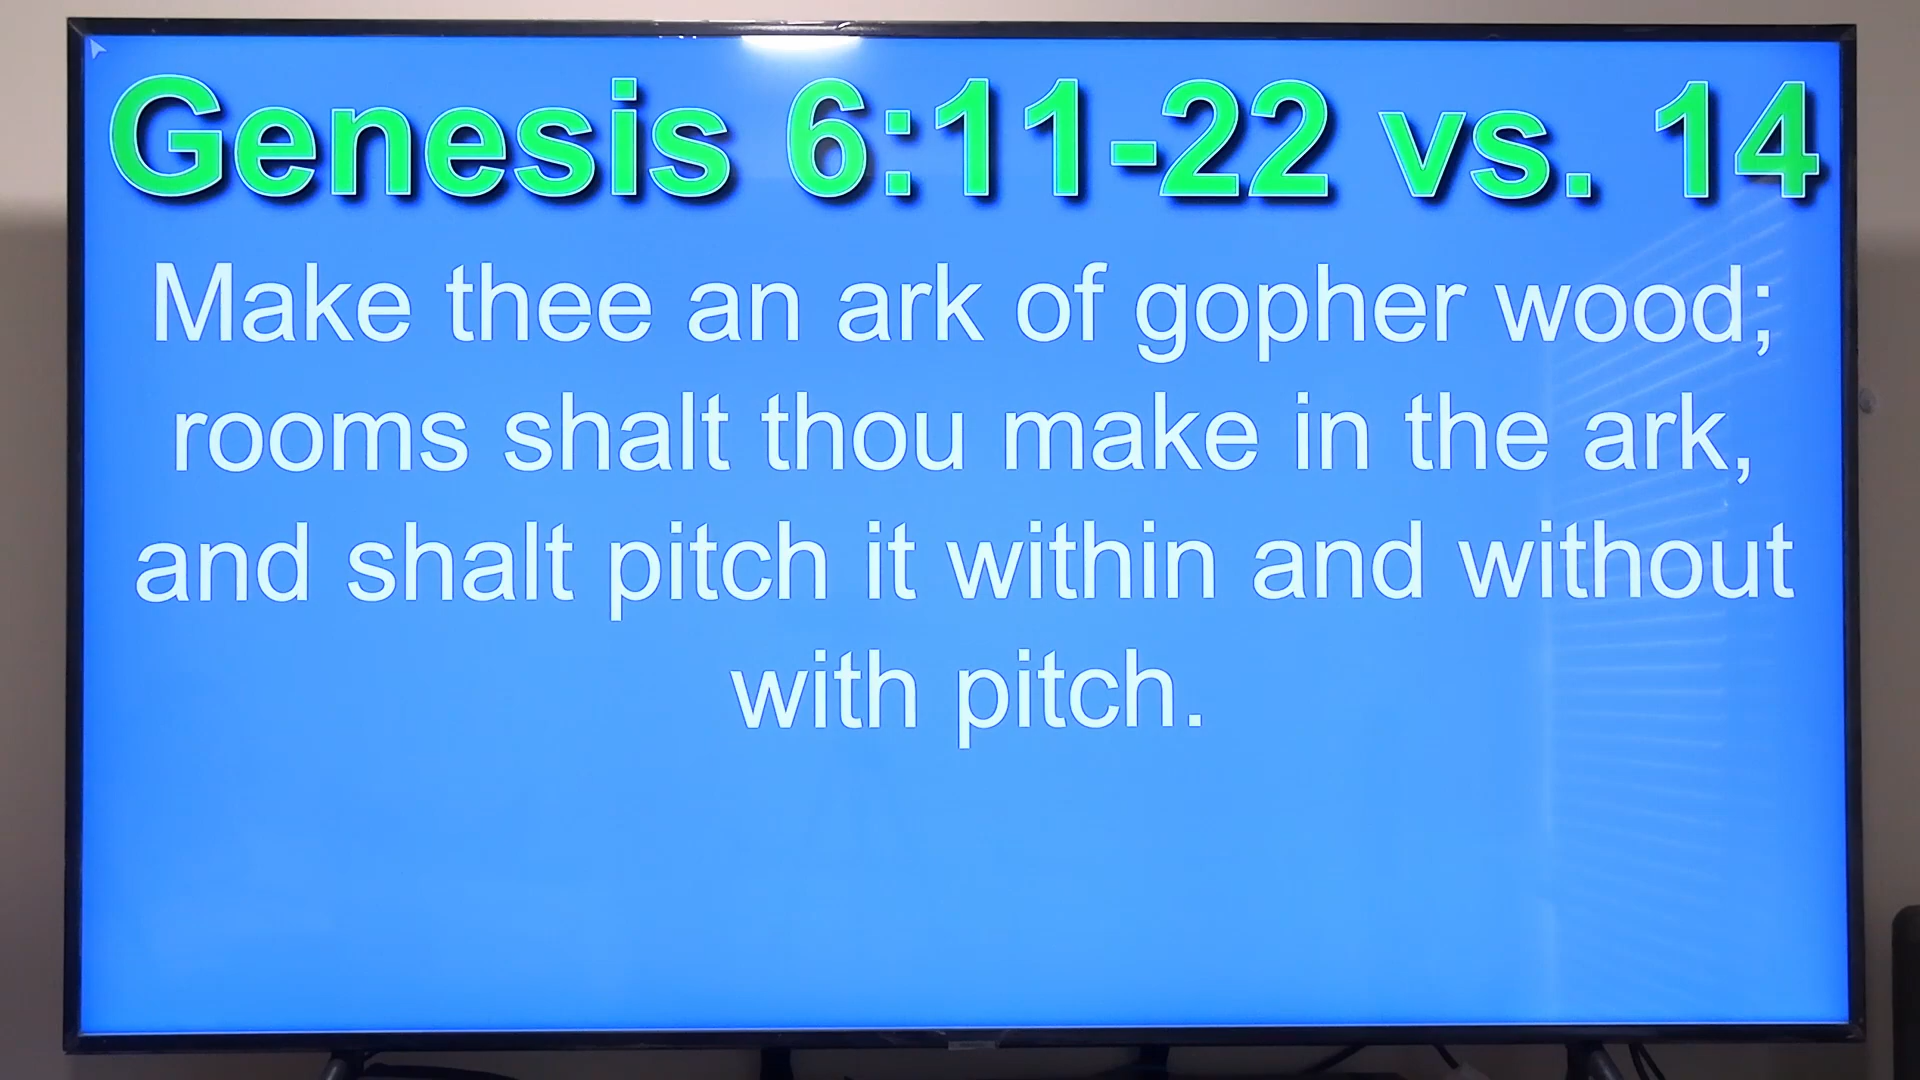 Genesis 6:11-22 vs. 14
Make thee an ark of gopher wood;
rooms shalt thou make in the ark,
and shalt pitch it within and without
with pitch.